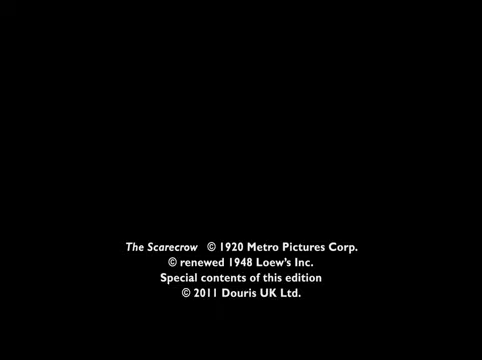 The Scarecrow © 1920 Metro Pictures Corp.
© renewed 1948 Loew's Inc.
Special contents of this edition
© 2011 Douris UK Ltd.